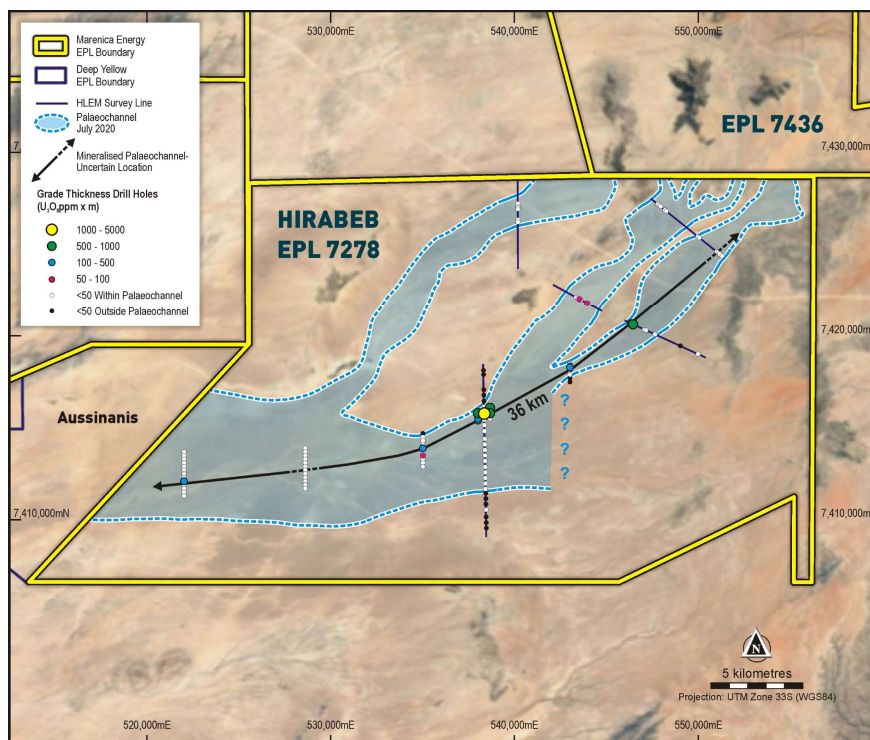 Marenica Energy
EPL Boundary
Deep Yellow
EPL Boundary
HLEM Survey Line
Palaeochannel
July 2020
Mineralised Palaeochannel-
Uncertain Location
Grade Thickness Drill Holes
(U₃O₈ppm x m)
1000 - 5000
500 - 1000
100 - 500
50 - 100
<50 Within Palaeochannel
<50 Outside Palaeochannel
530,000mE
540,000mE
550,000mE
EPL 7436
7,430,000m
HIRABEB
EPL 7278
7,420,000m
36 km
?
?
?
?
Aussinanis
7,410,000mN
7,410,000m
N
5 kilometres
Projection: UTM Zone 33S (WGS84)
520,000mE
530,000mE
540,000mE
550,000mE